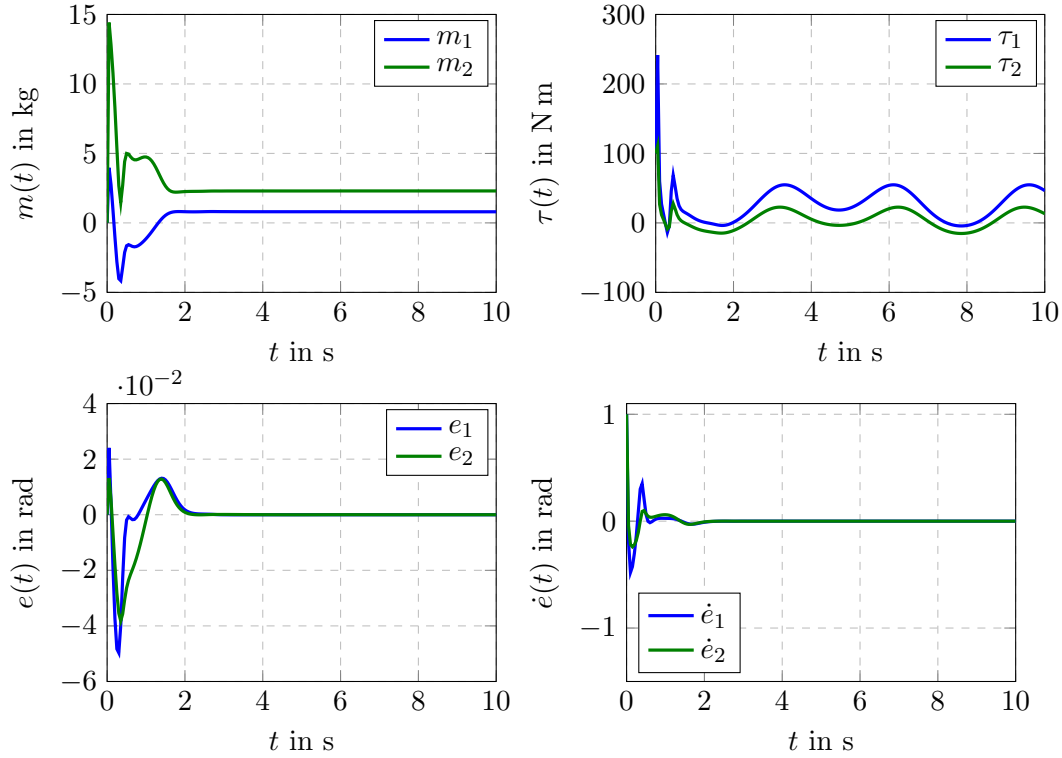 15
10
5
0
−5
0 2 4 6 8 10
m(t) in kg
t in s
m₁
m₂
300
200
100
0
−100
0 2 4 6 8 10
τ(t) in N m
t in s
τ₁
τ₂
·10⁻²
4
2
0
−2
−4
−6
0 2 4 6 8 10
e(t) in rad
t in s
e₁
e₂
1
0
−1
0 2 4 6 8 10
ė(t) in rad
t in s
ė₁
ė₂